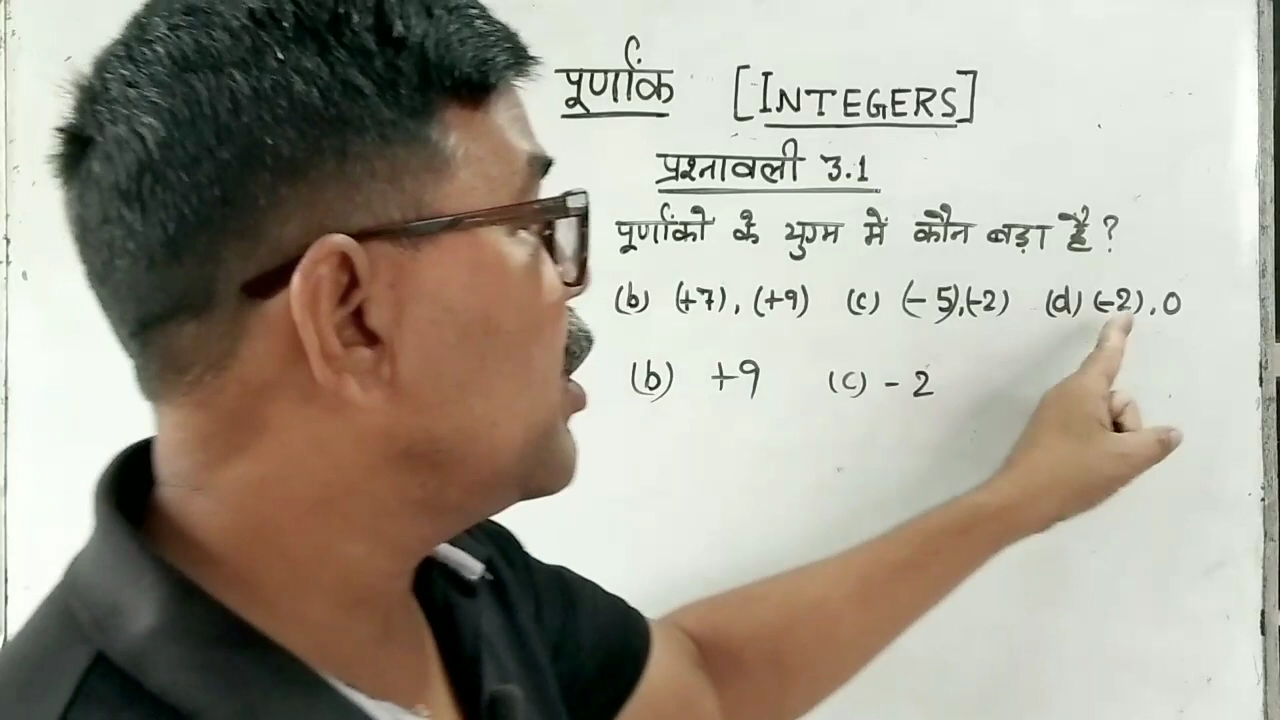 पूर्णांक [INTEGERS]
प्रश्नावली 3.1
पूर्णांकों के युग्म में कौन बड़ा है?
(b) (+7), (+9) (c) (-5),(-2) (d) (-2), 0
(b) +9 (c) -2